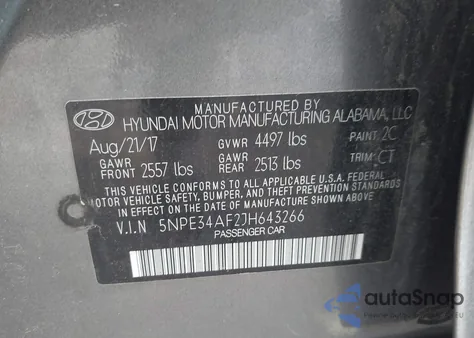 MANUFACTURED BY
HYUNDAI MOTOR MANUFACTURING ALABAMA, LLC
Aug/21/17 GVWR 4497 lbs PAINT 2C
GAWR FRONT 2557 lbs GAWR REAR 2513 lbs TRIM CT
THIS VEHICLE CONFORMS TO ALL APPLICABLE U.S.A. FEDERAL
MOTOR VEHICLE SAFETY, BUMPER, AND THEFT PREVENTION STANDARDS
IN EFFECT ON THE DATE OF MANUFACTURE SHOWN ABOVE.
V.I.N 5NPE34AF2JH643266
PASSENGER CAR
autoSnap